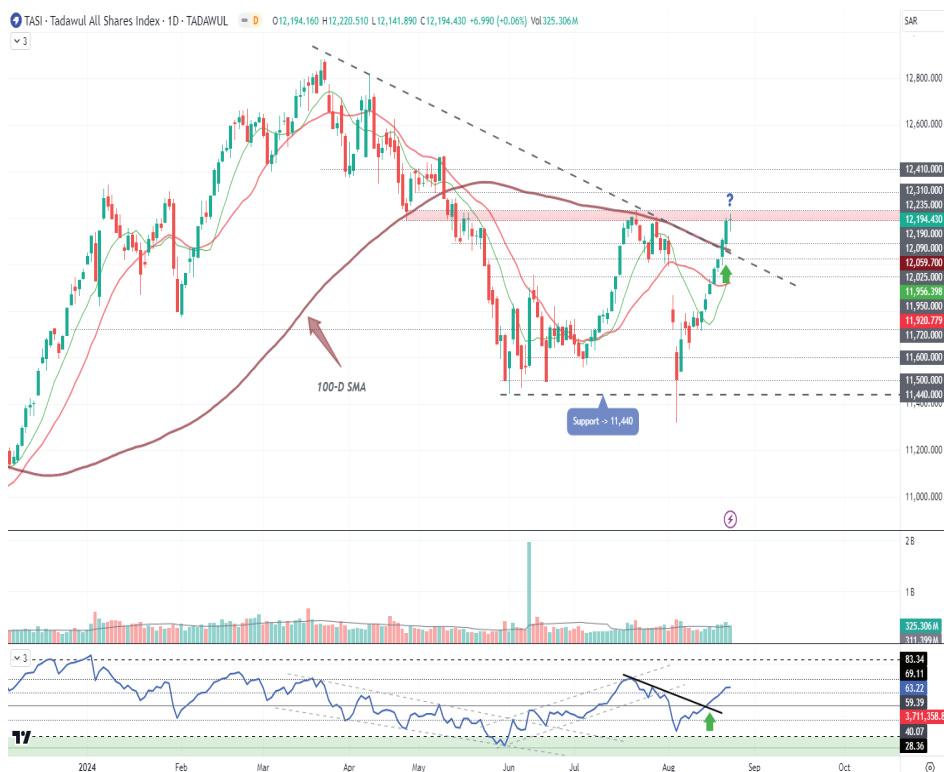 TASI · Tadawul All Shares Index · 1D · TADAWUL
D
O12,194.160 H12,220.510 L12,141.890 C12,194.430 +6.990 (+0.06%) Vol325.306M
SAR
3
12,800.000
12,600.000
12,410.000
12,310.000
12,235.000
12,194.430
12,190.000
12,090.000
12,059.700
12,025.000
11,956.398
11,950.000
11,920.779
11,720.000
11,600.000
11,500.000
11,440.000
11,400.000
11,200.000
11,000.000
?
100-D SMA
Support -> 11,440
2 B
1 B
325.306M
311.399M
3
83.34
69.11
63.22
59.39
3,711,358.8
40.07
28.36
2024
Feb
Mar
Apr
May
Jun
Jul
Aug
Sep
Oct